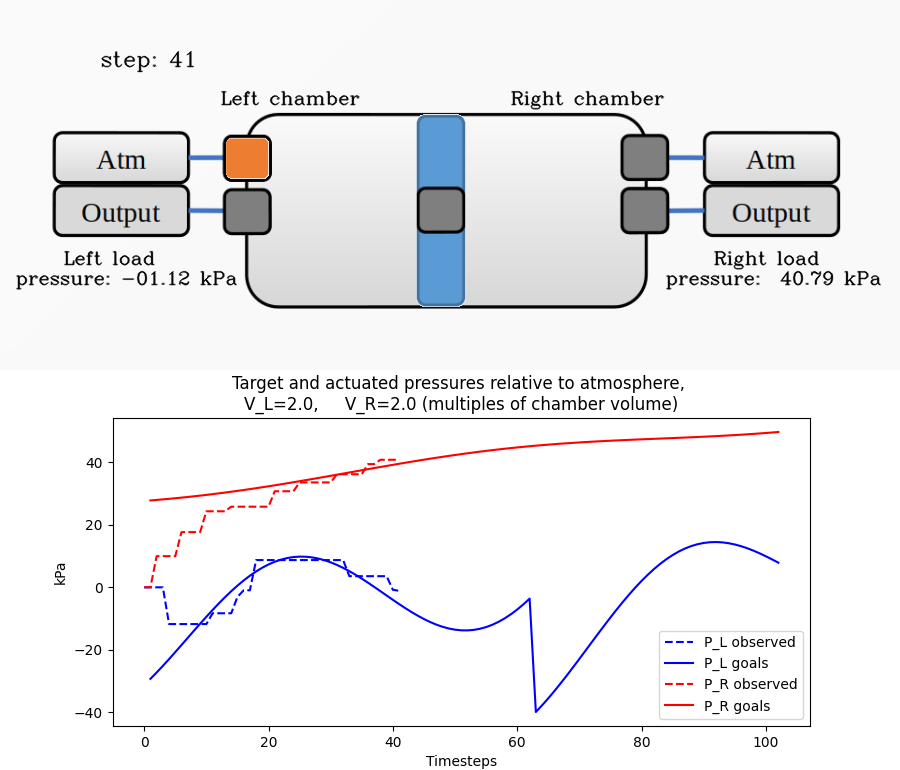 step: 41
Left chamber
Right chamber
Atm
Atm
Output
Output
Left load
pressure: -01.12 kPa
Right load
pressure: 40.79 kPa
Target and actuated pressures relative to atmosphere,
V_L=2.0, V_R=2.0 (multiples of chamber volume)
kPa
40
20
0
−20
−40
P_L observed
P_L goals
P_R observed
P_R goals
0 20 40 60 80 100
Timesteps